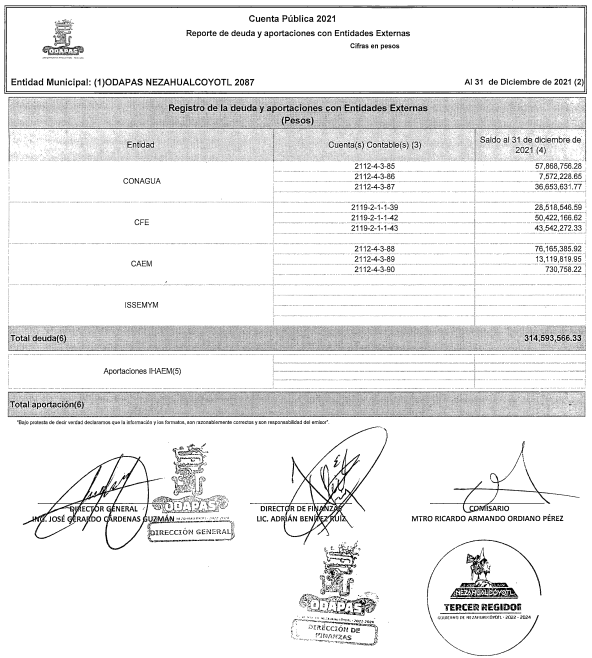 Cuenta Pública 2021
Reporte de deuda y aportaciones con Entidades Externas
Cifras en pesos
ODAPAS
Entidad Municipal: (1)ODAPAS NEZAHUALCOYOTL 2087
Al 31 de Diciembre de 2021 (2)
Registro de la deuda y aportaciones con Entidades Externas
(Pesos)
Entidad
Cuenta(s) Contable(s) (3)
Saldo al 31 de diciembre de 2021 (4)
CONAGUA
2112-4-3-85 57,868,756.28
2112-4-3-86 7,572,228.65
2112-4-3-87 36,653,631.77
CFE
2119-2-1-1-39 28,518,546.59
2119-2-1-1-42 50,422,166.62
2119-2-1-1-43 43,542,272.33
CAEM
2112-4-3-88 76,165,385.92
2112-4-3-89 13,119,819.95
2112-4-3-90 730,758.22
ISSEMYM
Total deuda(6) 314,593,566.33
Aportaciones IHAEM(5)
Total aportación(6)
"Bajo protesta de decir verdad declaramos que la información y los formatos, son razonablemente correctos y son responsabilidad del emisor".
DIRECTOR GENERAL
ING. JOSÉ GERARDO CÁRDENAS GUZMÁN
ODAPAS
DIRECCIÓN GENERAL
DIRECTOR DE FINANZAS
LIC. ADRIÁN BENÍTEZ RUÍZ
COMISARIO
MTRO RICARDO ARMANDO ORDIANO PÉREZ
ODAPAS
DIRECCIÓN DE
FINANZAS
NEZAHUALCÓYOTL
TERCER REGIDOR
GOBIERNO DE NEZAHUALCÓYOTL - 2022 - 2024